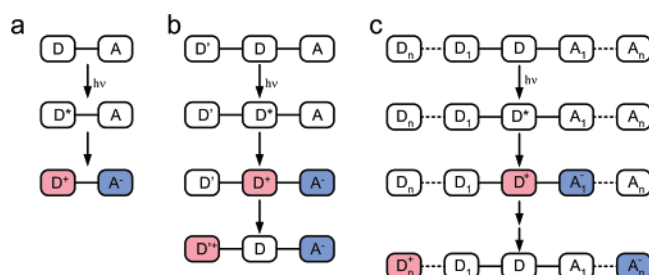 a
D A
hν
D* A
D⁺ A⁻
b
D' D A
hν
D' D* A
D' D⁺ A⁻
D'⁺ D A⁻
c
Dₙ D₁ D A₁ Aₙ
hν
Dₙ D₁ D* A₁ Aₙ
Dₙ D₁ D⁺ A₁⁻ Aₙ
Dₙ⁺ D₁ D A₁ Aₙ⁻